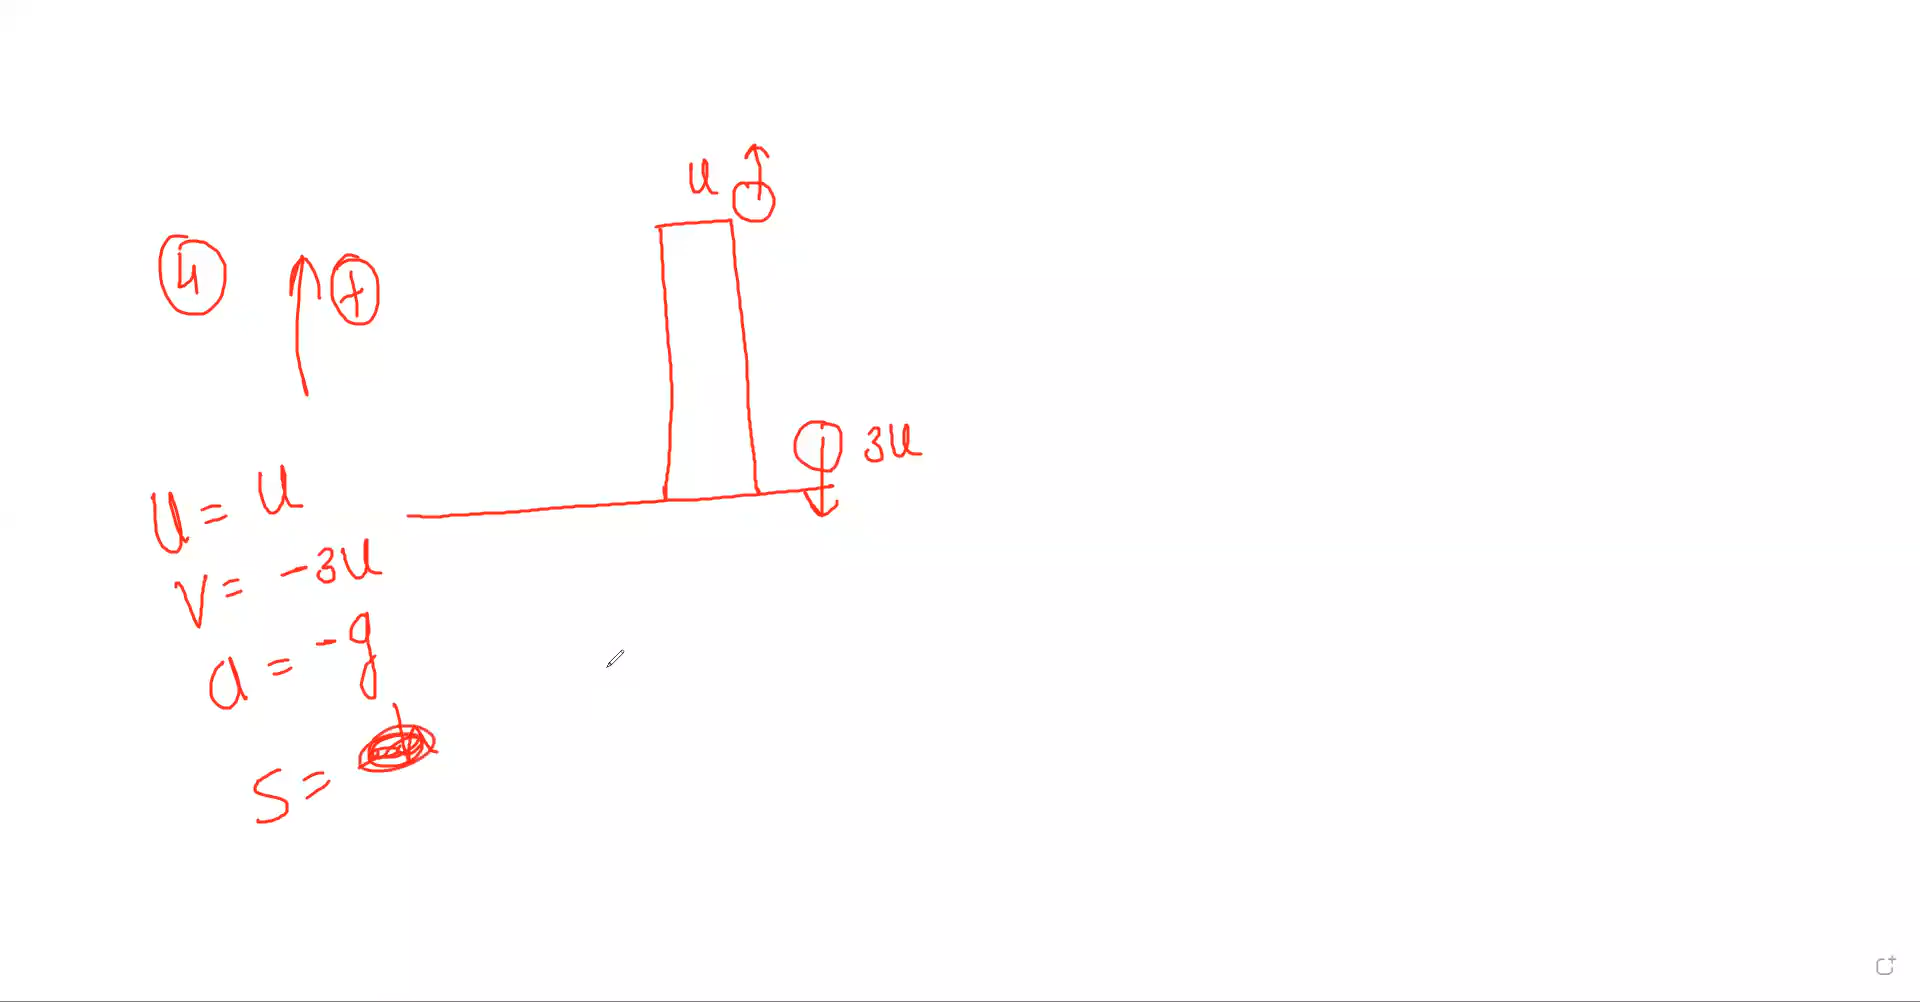 u
4 +
3u
u = u
v = -3u
a = -g
s =